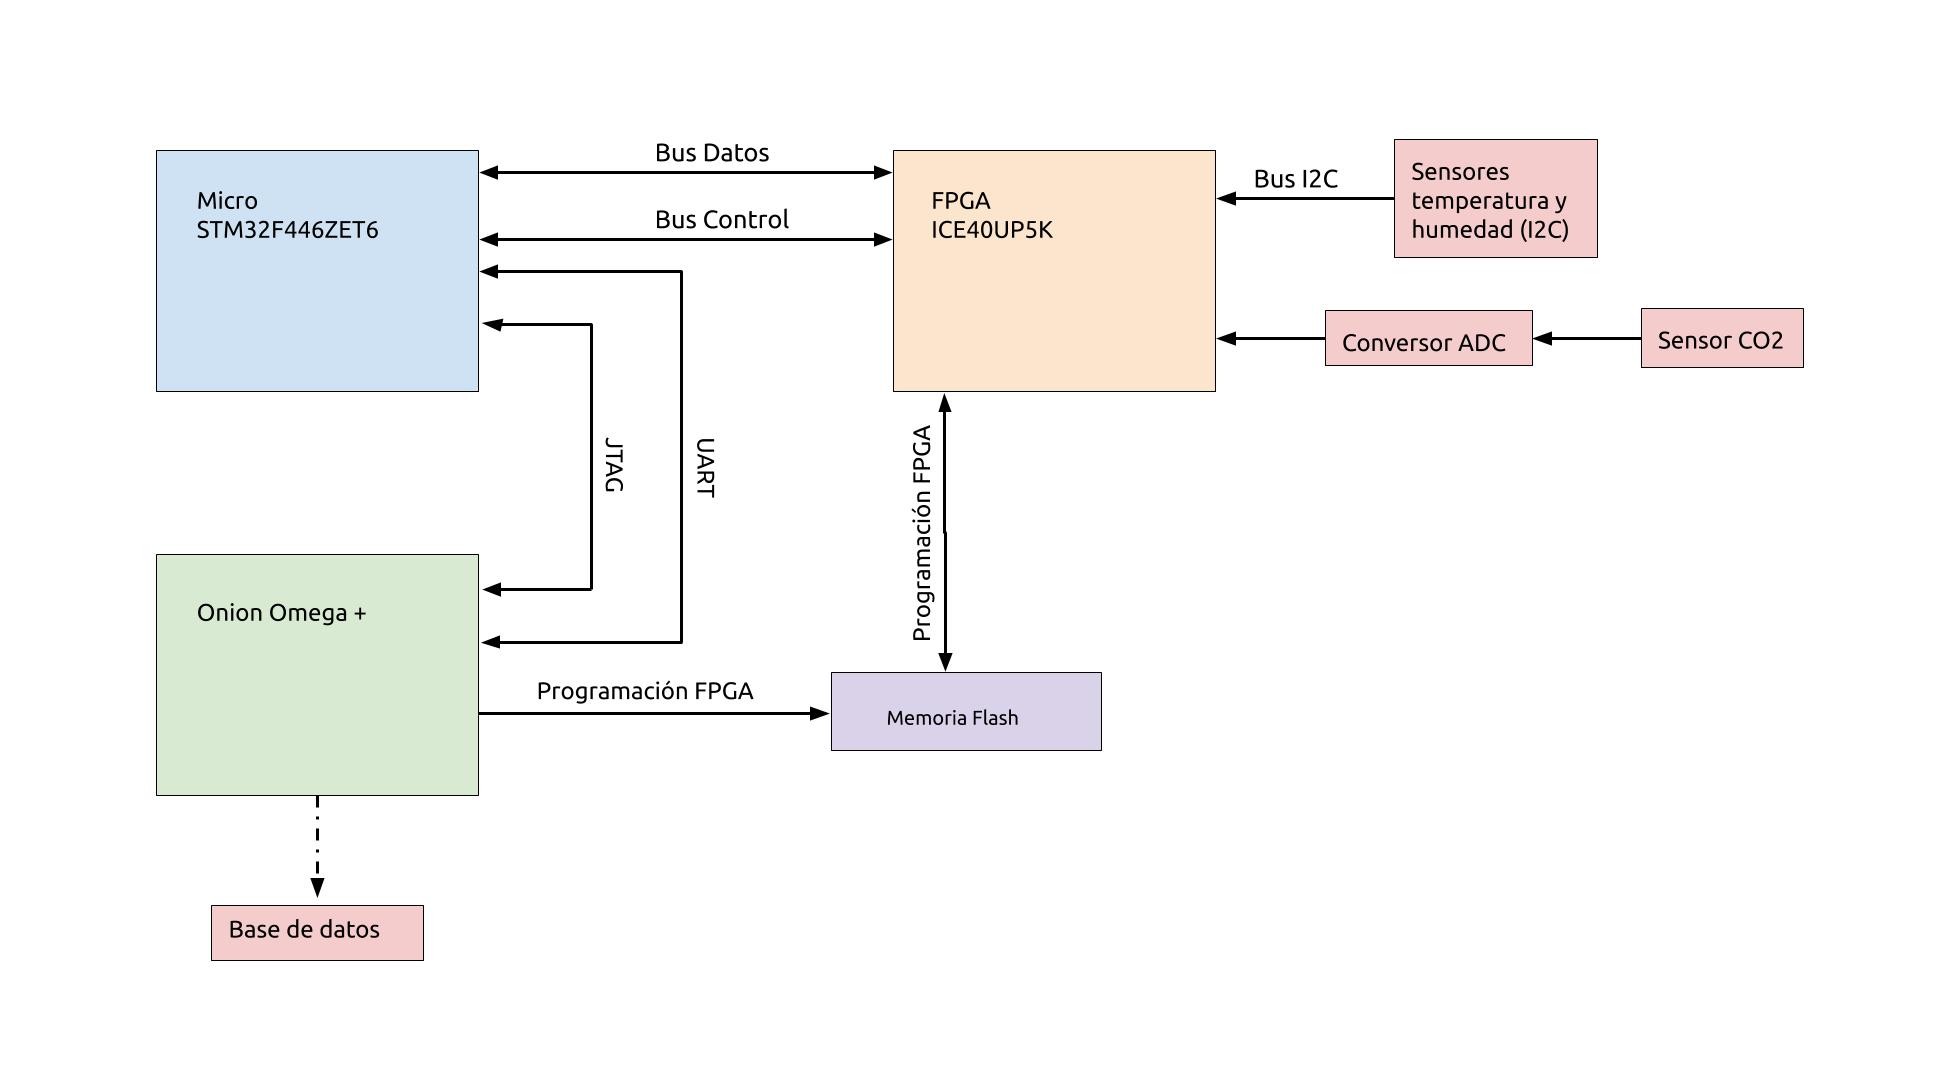 Bus Datos
Micro
STM32F446ZET6
Bus Control
FPGA
ICE40UP5K
Bus I2C
Sensores
temperatura y
humedad (I2C)
Conversor ADC
Sensor CO2
JTAG
UART
Programación FPGA
Onion Omega +
Programación FPGA
Memoria Flash
Base de datos